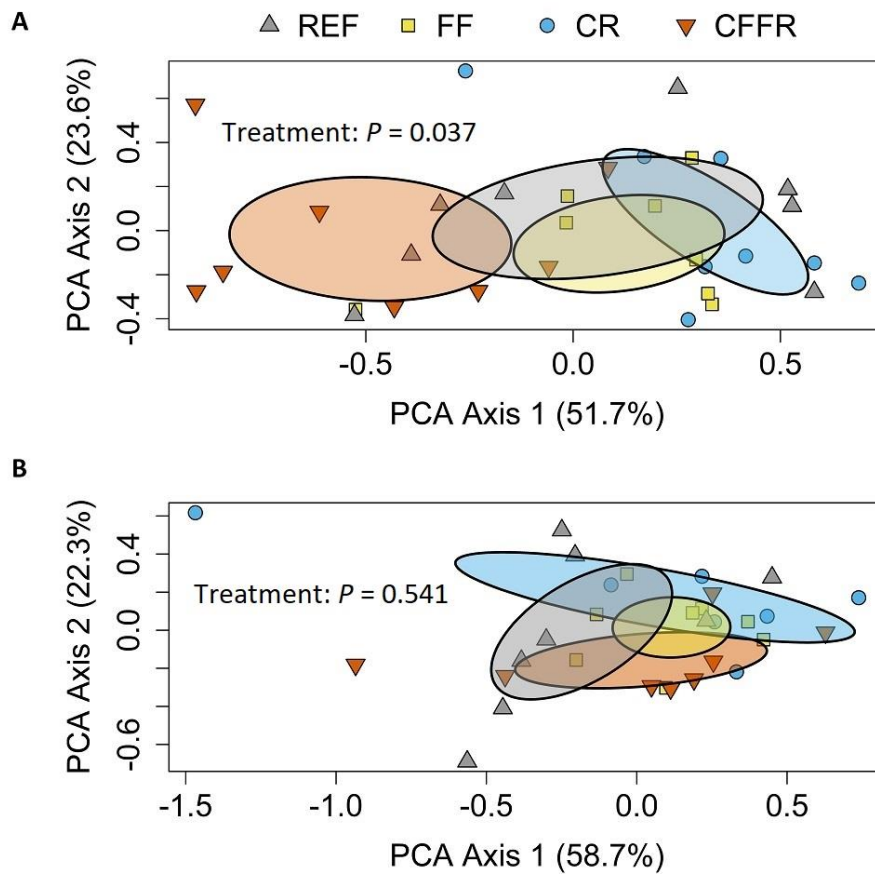 A
REF FF CR CFFR
Treatment: P = 0.037
PCA Axis 2 (23.6%)
0.4
0.0
-0.4
-0.5 0.0 0.5
PCA Axis 1 (51.7%)
B
Treatment: P = 0.541
PCA Axis 2 (22.3%)
0.4
0.0
-0.6
-1.5 -1.0 -0.5 0.0 0.5
PCA Axis 1 (58.7%)